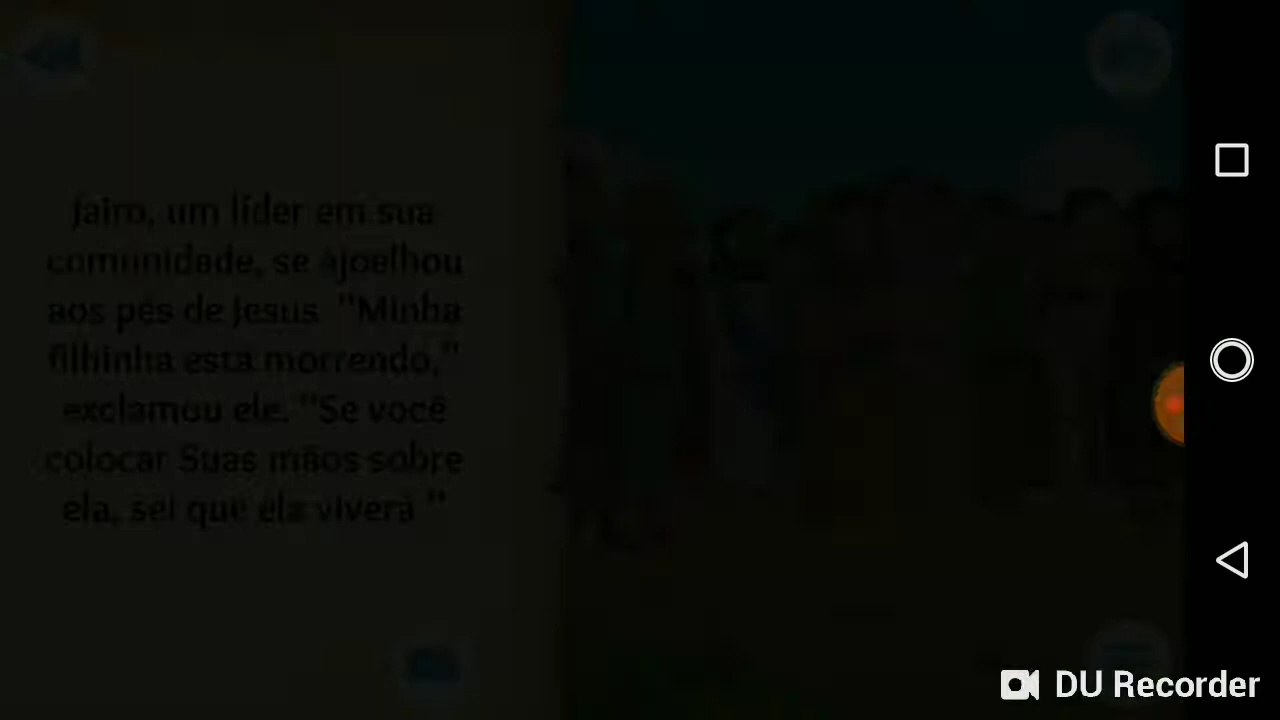 Jairo, um líder em sua
comunidade, se ajoelhou
aos pés de Jesus. "Minha
filhinha está morrendo,"
exclamou ele. "Se você
colocar Suas mãos sobre
ela, sei que ela viverá."
DU Recorder